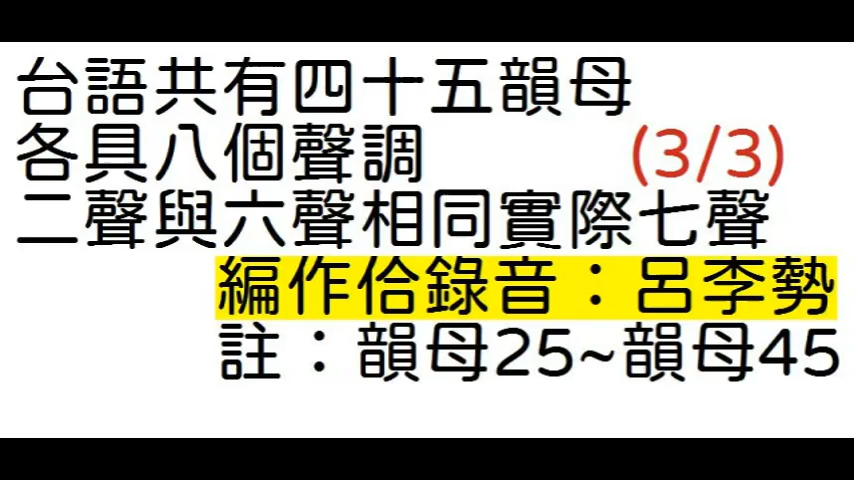 台語共有四十五韻母
各具八個聲調 (3/3)
二聲與六聲相同實際七聲
編作佮錄音：呂李勢
註：韻母25~韻母45